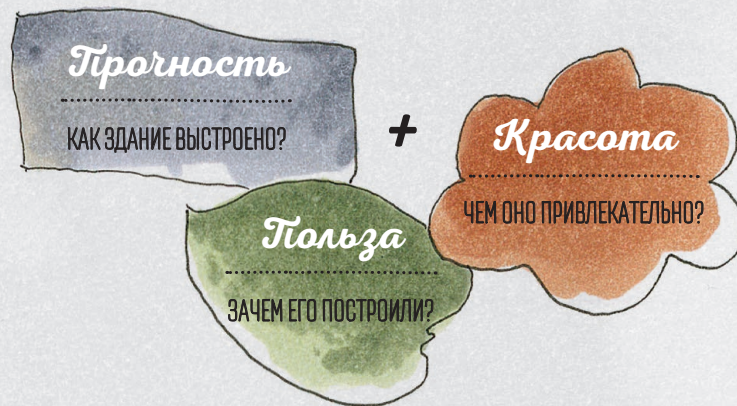 Прочность
КАК ЗДАНИЕ ВЫСТРОЕНО?
+
Красота
ЧЕМ ОНО ПРИВЛЕКАТЕЛЬНО?
Польза
ЗАЧЕМ ЕГО ПОСТРОИЛИ?